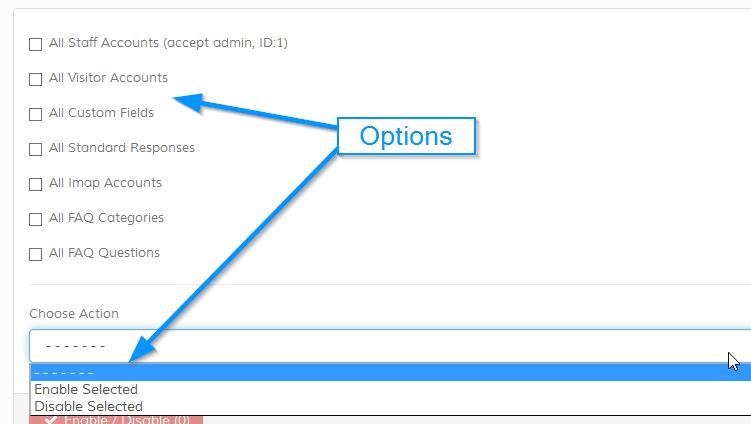 All Staff Accounts (accept admin, ID:1)
All Visitor Accounts
All Custom Fields
Options
All Standard Responses
All Imap Accounts
All FAQ Categories
All FAQ Questions
Choose Action
- - - - - - -
- - - - - - -
Enable Selected
Disable Selected
Enable / Disable (0)